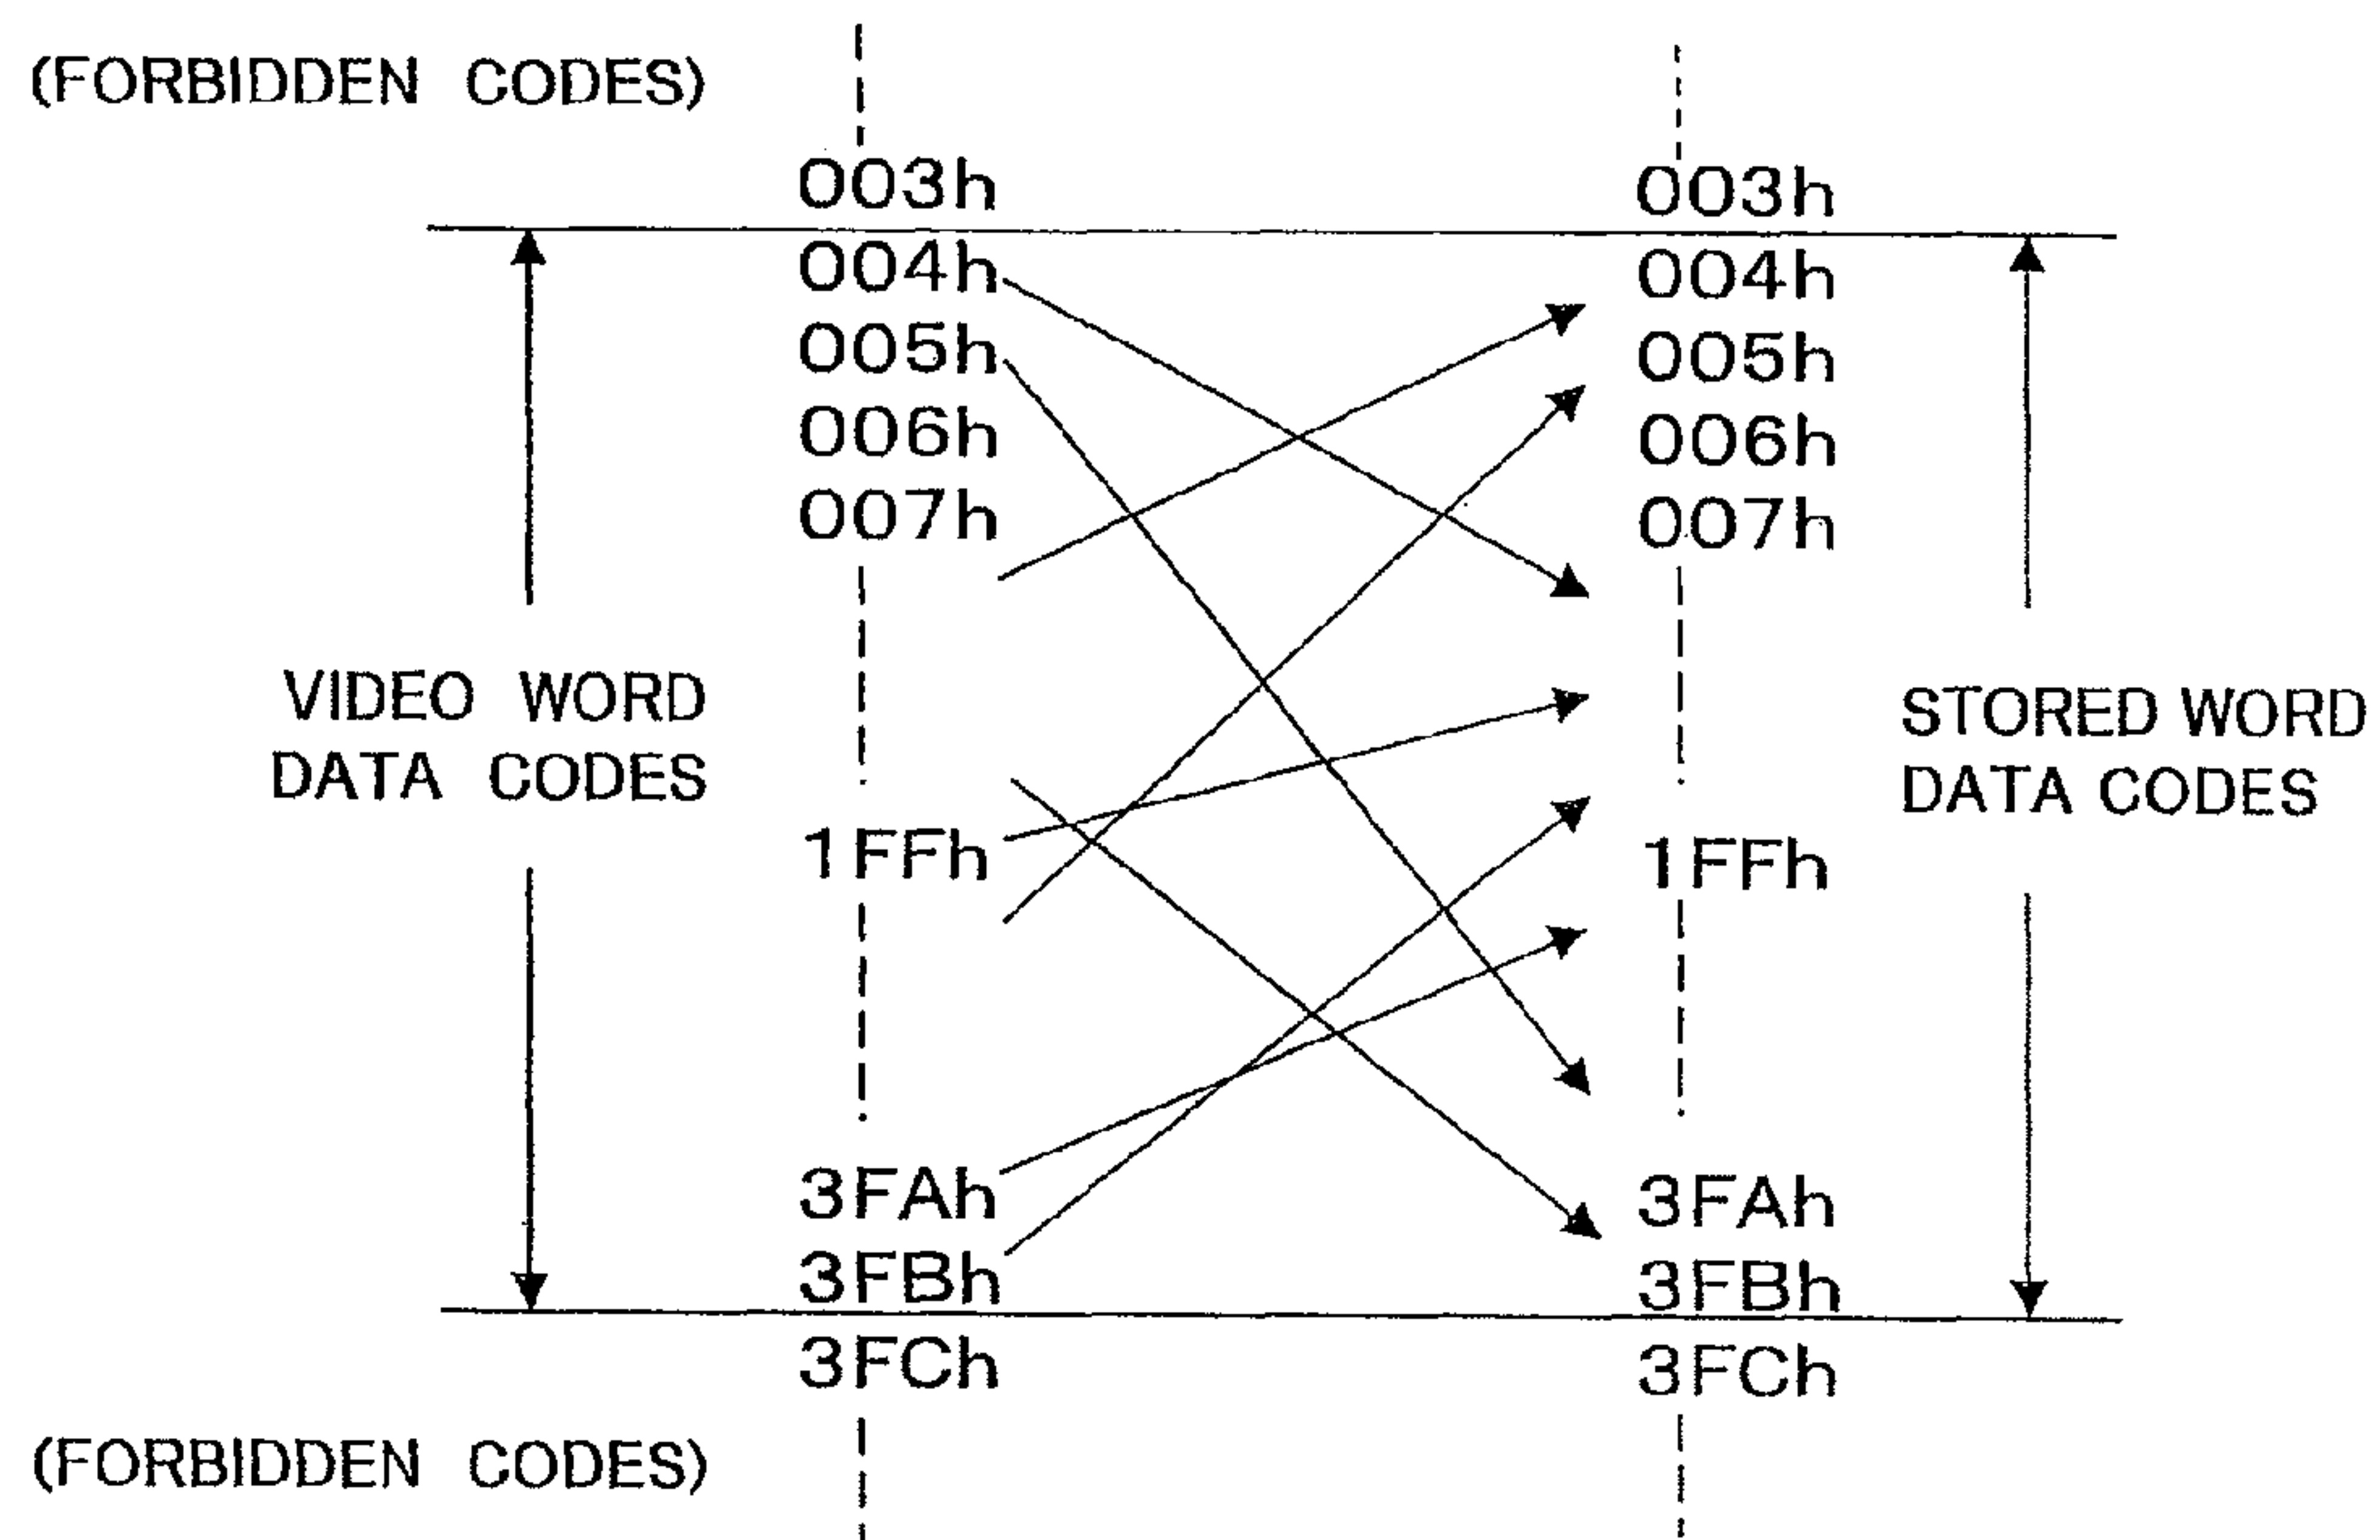 (FORBIDDEN CODES)
003h 003h
004h 004h
005h 005h
006h 006h
007h 007h
VIDEO WORD
DATA CODES
STORED WORD
DATA CODES
1FFh 1FFh
3FAh 3FAh
3FBh 3FBh
3FCh 3FCh
(FORBIDDEN CODES)